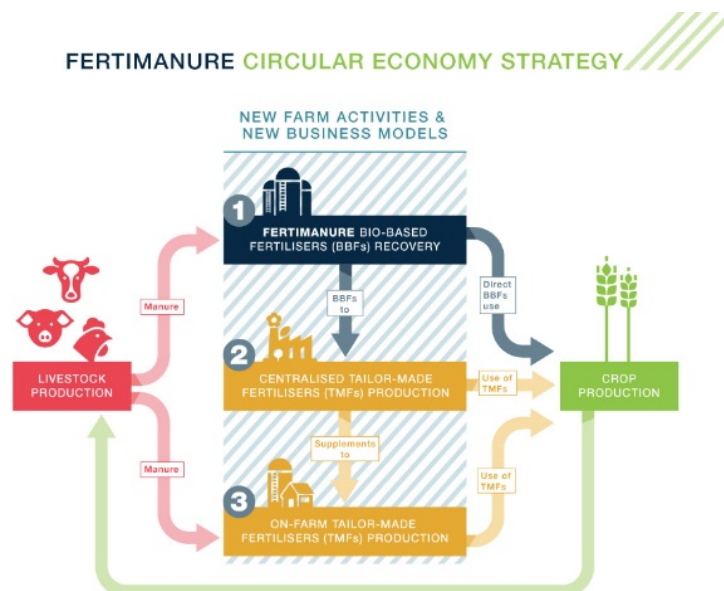 FERTIMANURE CIRCULAR ECONOMY STRATEGY
NEW FARM ACTIVITIES &
NEW BUSINESS MODELS
1
FERTIMANURE BIO-BASED
FERTILISERS (BBFs) RECOVERY
Manure
BBFs
to
Direct
BBFs
use
LIVESTOCK
PRODUCTION
2
CENTRALISED TAILOR-MADE
FERTILISERS (TMFs) PRODUCTION
Use of
TMFs
CROP
PRODUCTION
Manure
Supplements
to
Use of
TMFs
3
ON-FARM TAILOR-MADE
FERTILISERS (TMFs) PRODUCTION